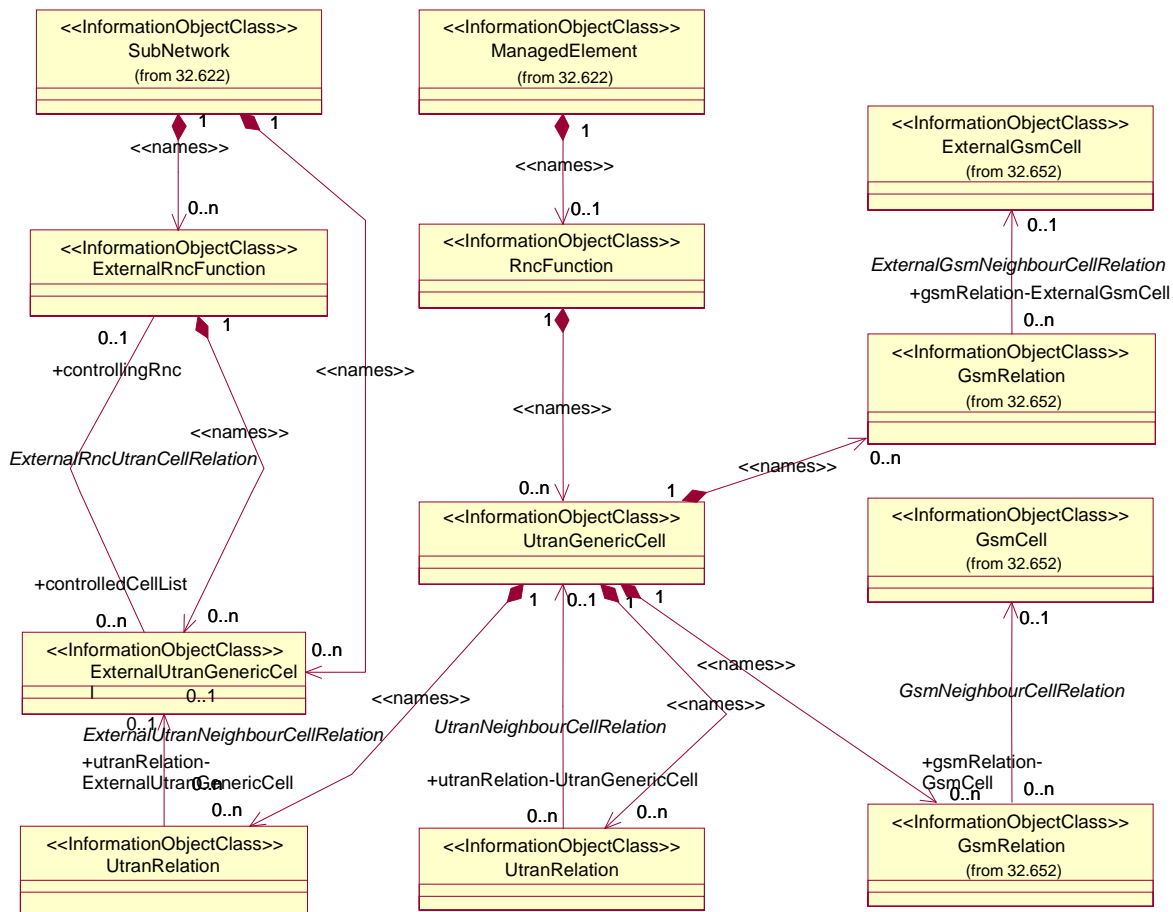 <<InformationObjectClass>>
SubNetwork
(from 32.622)
<<InformationObjectClass>>
ManagedElement
(from 32.622)
1
1
<<names>>
0..n
1
<<names>>
0..1
<<InformationObjectClass>>
ExternalGsmCell
(from 32.652)
0..1
ExternalGsmNeighbourCellRelation
+gsmRelation-ExternalGsmCell
0..n
<<InformationObjectClass>>
ExternalRncFunction
<<InformationObjectClass>>
RncFunction
0..1
1
+controllingRnc
<<names>>
<<names>>
ExternalRncUtranCellRelation
+controlledCellList
0..n
0..n
0..n
1
<<names>>
0..n
<<InformationObjectClass>>
GsmRelation
(from 32.652)
<<names>>
0..n
1
<<InformationObjectClass>>
UtranGenericCell
<<InformationObjectClass>>
GsmCell
(from 32.652)
<<InformationObjectClass>>
ExternalUtranGenericCel
l
0..1
0..1
ExternalUtranNeighbourCellRelation
+utranRelation-
ExternalUtranGenericCell
0..n
1
<<names>>
0..n
0..1
UtranNeighbourCellRelation
+utranRelation-UtranGenericCell
0..n
1
<<names>>
0..n
1
<<names>>
0..n
0..1
GsmNeighbourCellRelation
+gsmRelation-
GsmCell
0..n
<<InformationObjectClass>>
UtranRelation
<<InformationObjectClass>>
UtranRelation
<<InformationObjectClass>>
GsmRelation
(from 32.652)